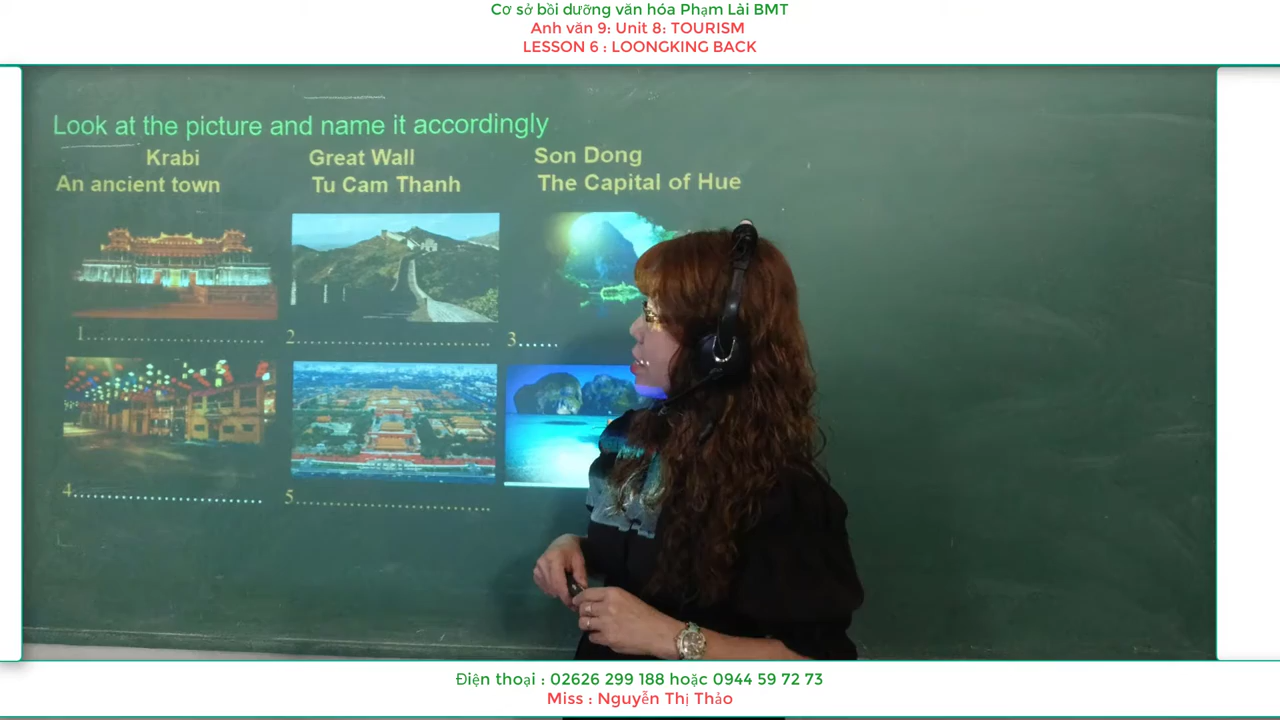 Cơ sở bồi dưỡng văn hóa Phạm Lài BMT
Anh văn 9: Unit 8: TOURISM
LESSON 6 : LOONGKING BACK
Look at the picture and name it accordingly
Krabi Great Wall Son Dong
An ancient town Tu Cam Thanh The Capital of Hue
1.......................................
2.......................................
3......
4.......................................
5.......................................
Điện thoại : 02626 299 188 hoặc 0944 59 72 73
Miss : Nguyễn Thị Thảo